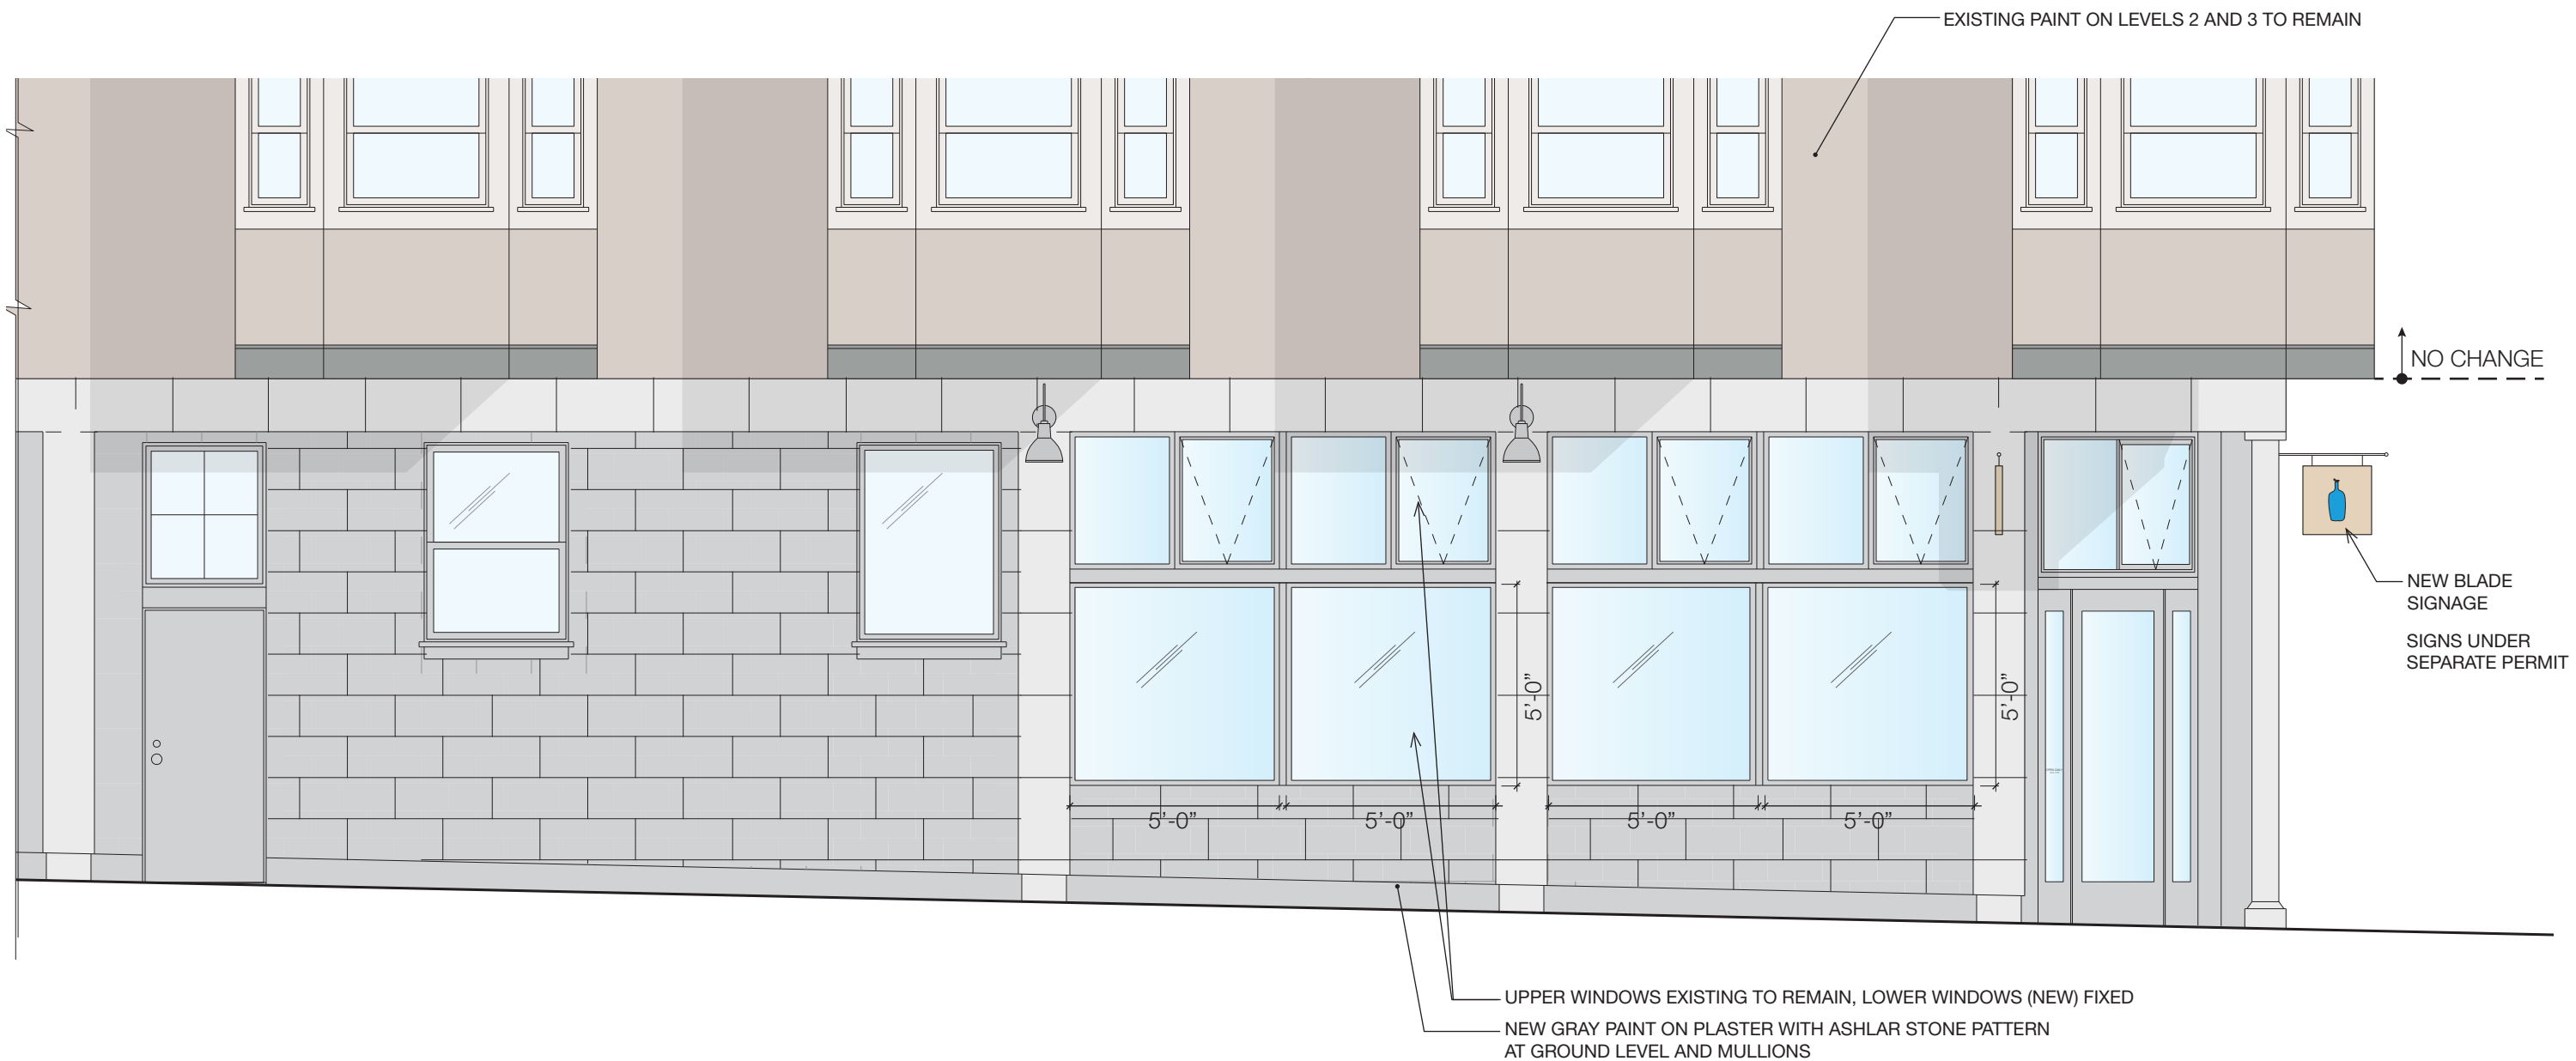 EXISTING PAINT ON LEVELS 2 AND 3 TO REMAIN
NO CHANGE
NEW BLADE
SIGNAGE
SIGNS UNDER
SEPARATE PERMIT
5'-0"
5'-0"
5'-0"
5'-0"
5'-0"
5'-0"
UPPER WINDOWS EXISTING TO REMAIN, LOWER WINDOWS (NEW) FIXED
NEW GRAY PAINT ON PLASTER WITH ASHLAR STONE PATTERN
AT GROUND LEVEL AND MULLIONS